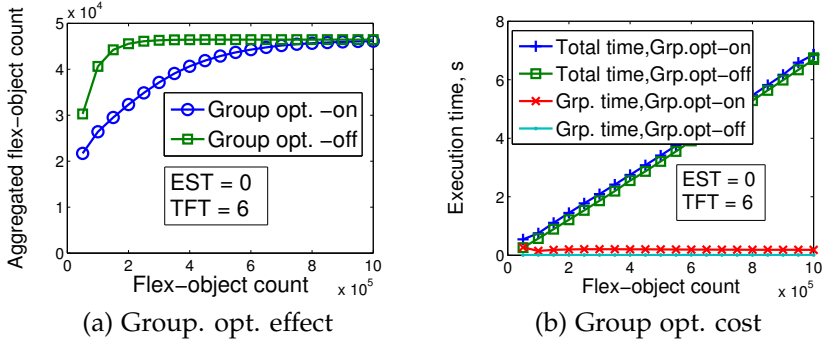 5 x 10^4
4
3
2
1
0
Aggregated flex-object count
Group opt. -on
Group opt. -off
EST = 0
TFT = 6
0 2 4 6 8 10
Flex-object count
x 10^5
(a) Group. opt. effect
8
6
4
2
0
Execution time, s
Total time,Grp.opt-on
Total time,Grp.opt-off
Grp. time,Grp.opt-on
Grp. time,Grp.opt-off
EST = 0
TFT = 6
0 2 4 6 8 10
Flex-object count
x 10^5
(b) Group opt. cost